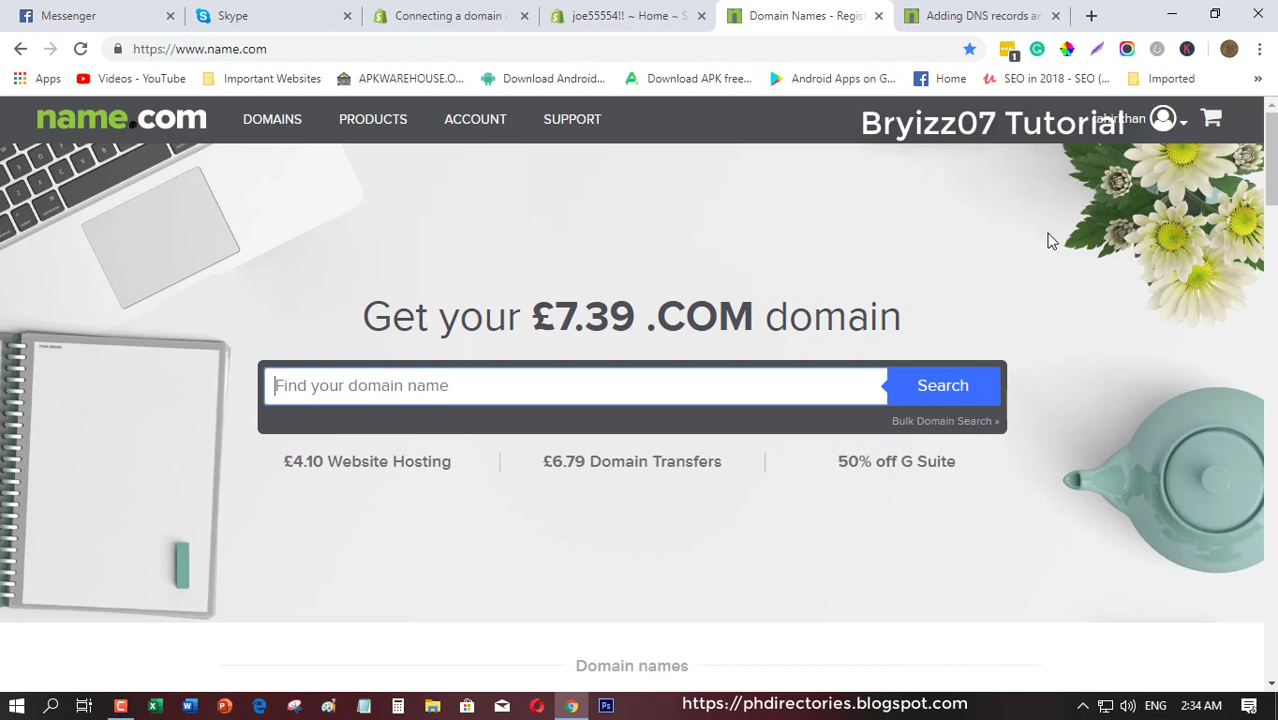 Messenger
Skype
Connecting a domain
joe55554!! ~ Home ~ S
Domain Names - Regis
Adding DNS records an
https://www.name.com
1
Apps
Videos - YouTube
Important Websites
APKWAREHOUSE.C...
Download Android...
Download APK free...
Android Apps on G...
Home
SEO in 2018 - SEO (...
Imported
»
name.com
DOMAINS
PRODUCTS
ACCOUNT
SUPPORT
Bryizz07 Tutorial
Get your £7.39 .COM domain
Find your domain name
Search
Bulk Domain Search »
£4.10 Website Hosting
£6.79 Domain Transfers
50% off G Suite
Domain names
https://phdirectories.blogspot.com
ENG
2:34 AM